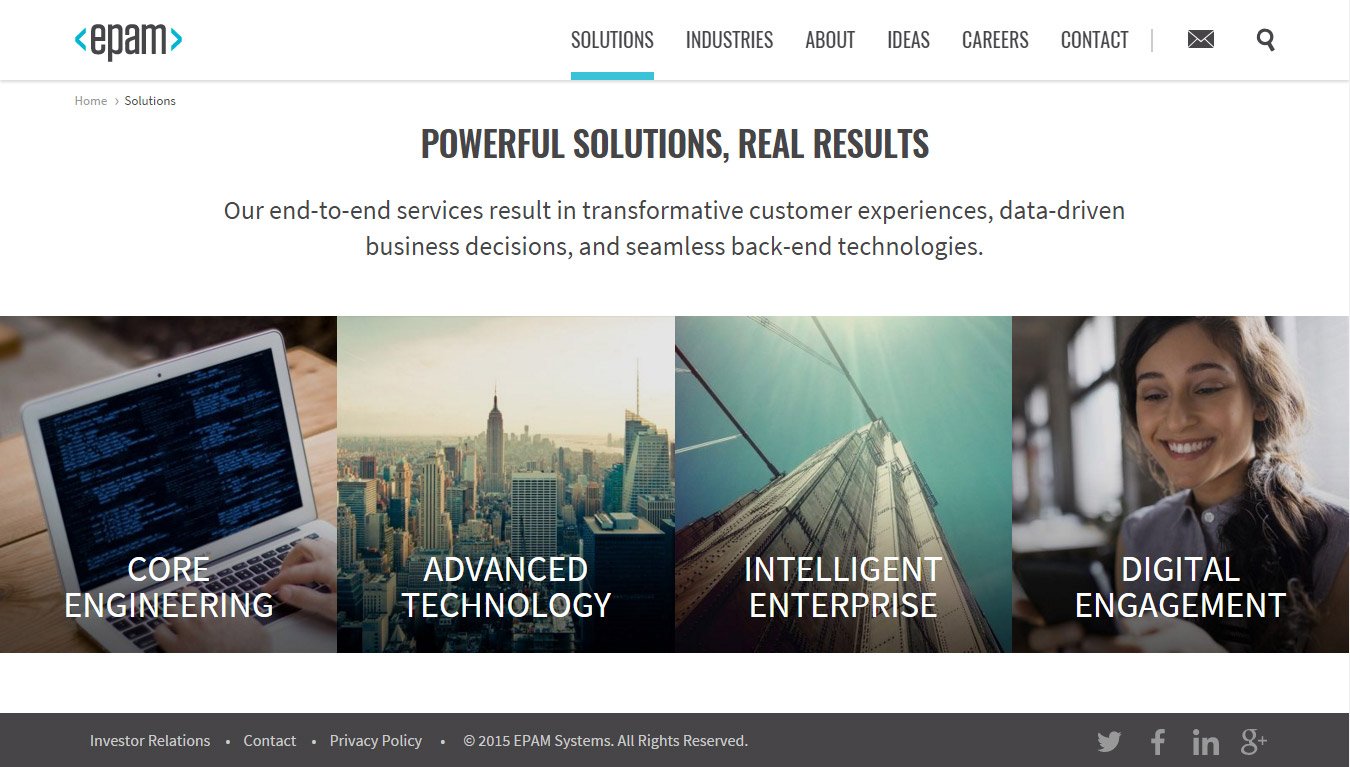 <epam>
SOLUTIONS INDUSTRIES ABOUT IDEAS CAREERS CONTACT
Home › Solutions
POWERFUL SOLUTIONS, REAL RESULTS
Our end-to-end services result in transformative customer experiences, data-driven
business decisions, and seamless back-end technologies.
CORE
ENGINEERING
ADVANCED
TECHNOLOGY
INTELLIGENT
ENTERPRISE
DIGITAL
ENGAGEMENT
Investor Relations • Contact • Privacy Policy • © 2015 EPAM Systems. All Rights Reserved.